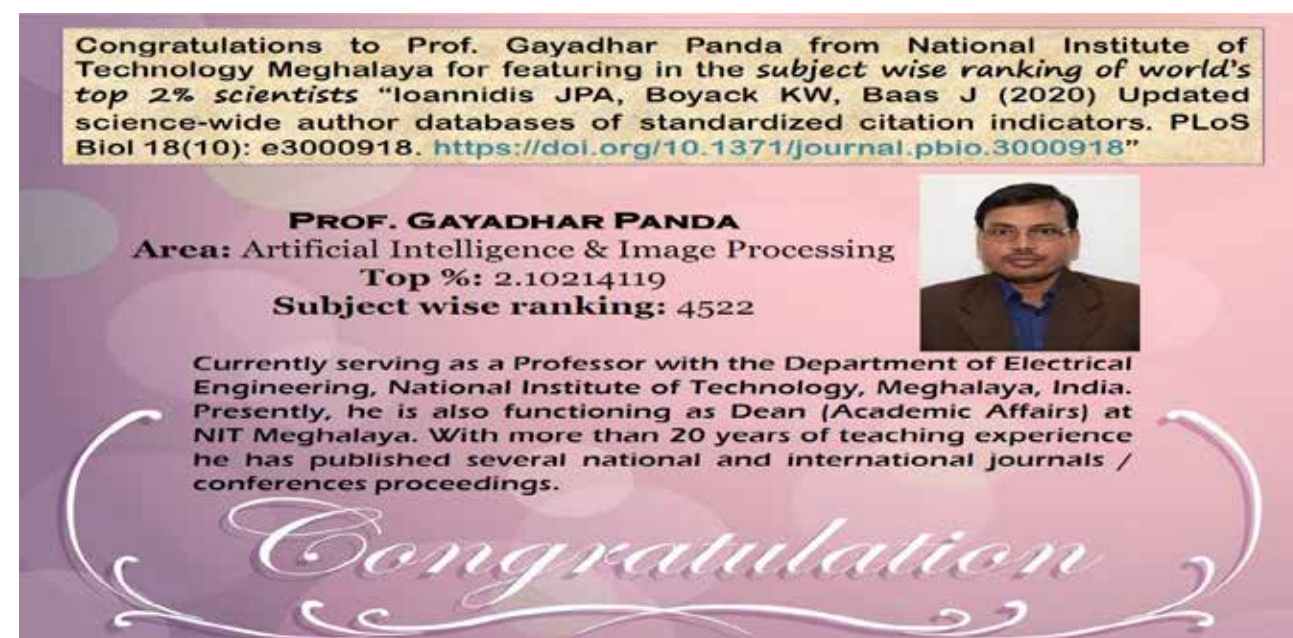 Congratulations to Prof. Gayadhar Panda from National Institute of
Technology Meghalaya for featuring in the subject wise ranking of world's
top 2% scientists "Ioannidis JPA, Boyack KW, Baas J (2020) Updated
science-wide author databases of standardized citation indicators. PLoS
Biol 18(10): e3000918. https://doi.org/10.1371/journal.pbio.3000918"
PROF. GAYADHAR PANDA
Area: Artificial Intelligence & Image Processing
Top %: 2.10214119
Subject wise ranking: 4522
Currently serving as a Professor with the Department of Electrical
Engineering, National Institute of Technology, Meghalaya, India.
Presently, he is also functioning as Dean (Academic Affairs) at
NIT Meghalaya. With more than 20 years of teaching experience
he has published several national and international journals /
conferences proceedings.
Congratulation